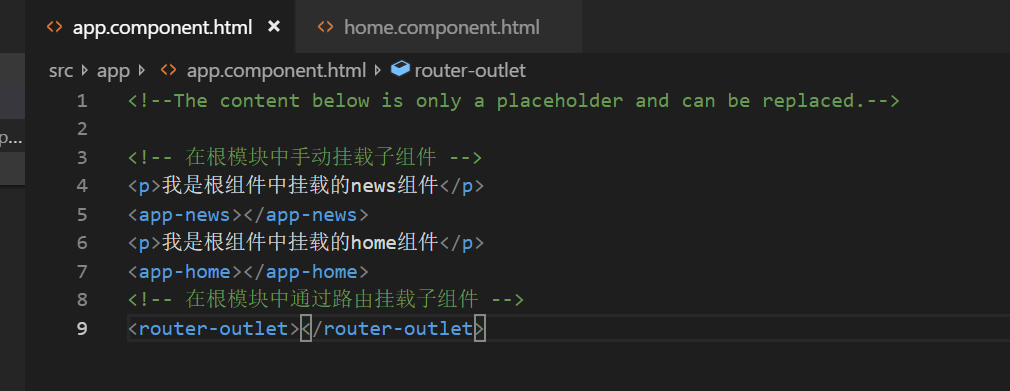 app.component.html × home.component.html
src app app.component.html router-outlet
1 <!--The content below is only a placeholder and can be replaced.-->
2
3 <!-- 在根模块中手动挂载子组件 -->
4 <p>我是根组件中挂载的news组件</p>
5 <app-news></app-news>
6 <p>我是根组件中挂载的home组件</p>
7 <app-home></app-home>
8 <!-- 在根模块中通过路由挂载子组件 -->
9 <router-outlet></router-outlet>
p...